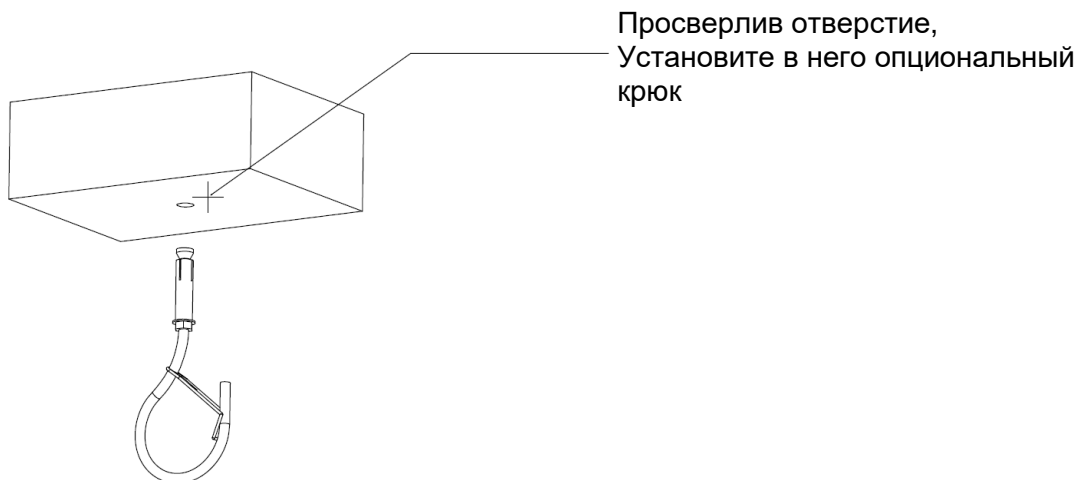 Просверлив отверстие,
Установите в него опциональный
крюк